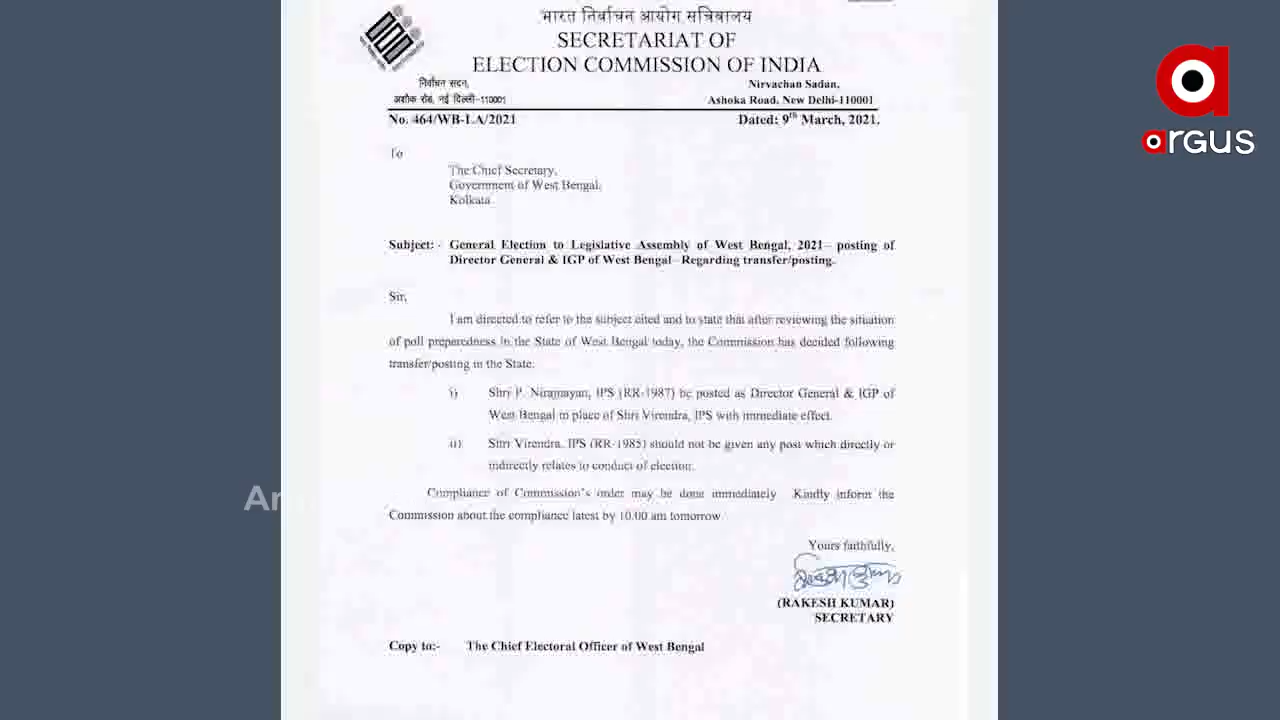 भारत निर्वाचन आयोग सचिवालय
SECRETARIAT OF
ELECTION COMMISSION OF INDIA
निर्वाचन सदन,
अशोक रोड, नई दिल्ली-110001
Nirvachan Sadan,
Ashoka Road, New Delhi-110001
No. 464/WB-LA/2021
Dated: 9th March, 2021.
To
The Chief Secretary,
Government of West Bengal,
Kolkata
Subject: - General Election to Legislative Assembly of West Bengal, 2021– posting of
Director General & IGP of West Bengal– Regarding transfer/posting.
Sir,
I am directed to refer to the subject cited and to state that after reviewing the situation
of poll preparedness in the State of West Bengal today, the Commission has decided following
transfer/posting in the State:
i) Shri P. Nirajnayan, IPS (RR-1987) be posted as Director General & IGP of
West Bengal in place of Shri Virendra, IPS with immediate effect.
ii) Shri Virendra, IPS (RR-1985) should not be given any post which directly or
indirectly relates to conduct of election.
Compliance of Commission's order may be done immediately Kindly inform the
Commission about the compliance latest by 10.00 am tomorrow
Yours faithfully,
(RAKESH KUMAR)
SECRETARY
Copy to:- The Chief Electoral Officer of West Bengal
argus